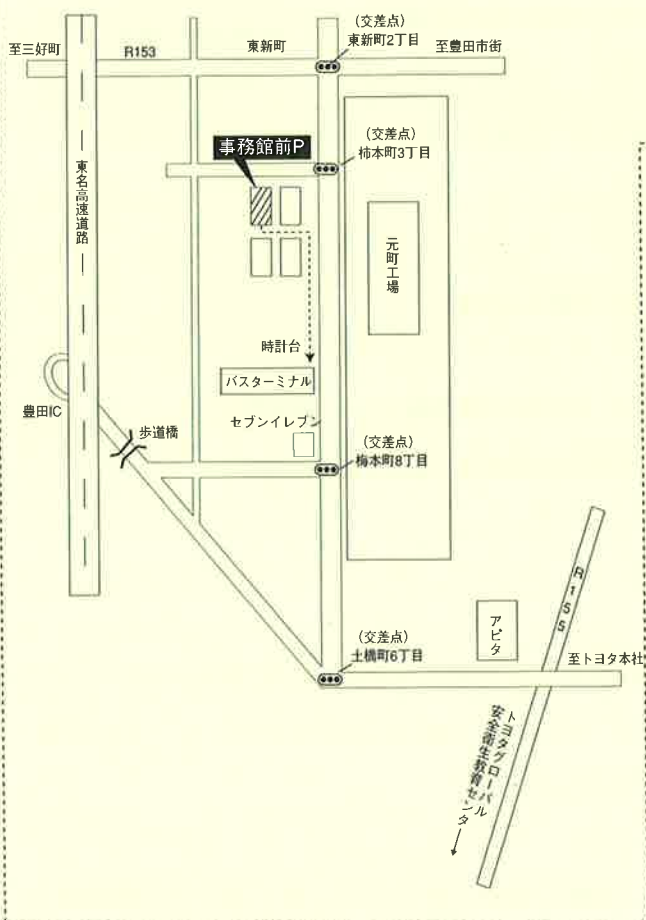 (交差点)
東新町2丁目
至三好町
R153
東新町
至豊田市街
(交差点)
柿本町3丁目
事務館前P
東名高速道路
元町工場
時計台
バスターミナル
豊田IC
セブンイレブン
歩道橋
(交差点)
梅本町8丁目
R155
アピタ
(交差点)
土橋町6丁目
至トヨタ本社
トヨタグローバル
安全衛生教育センター